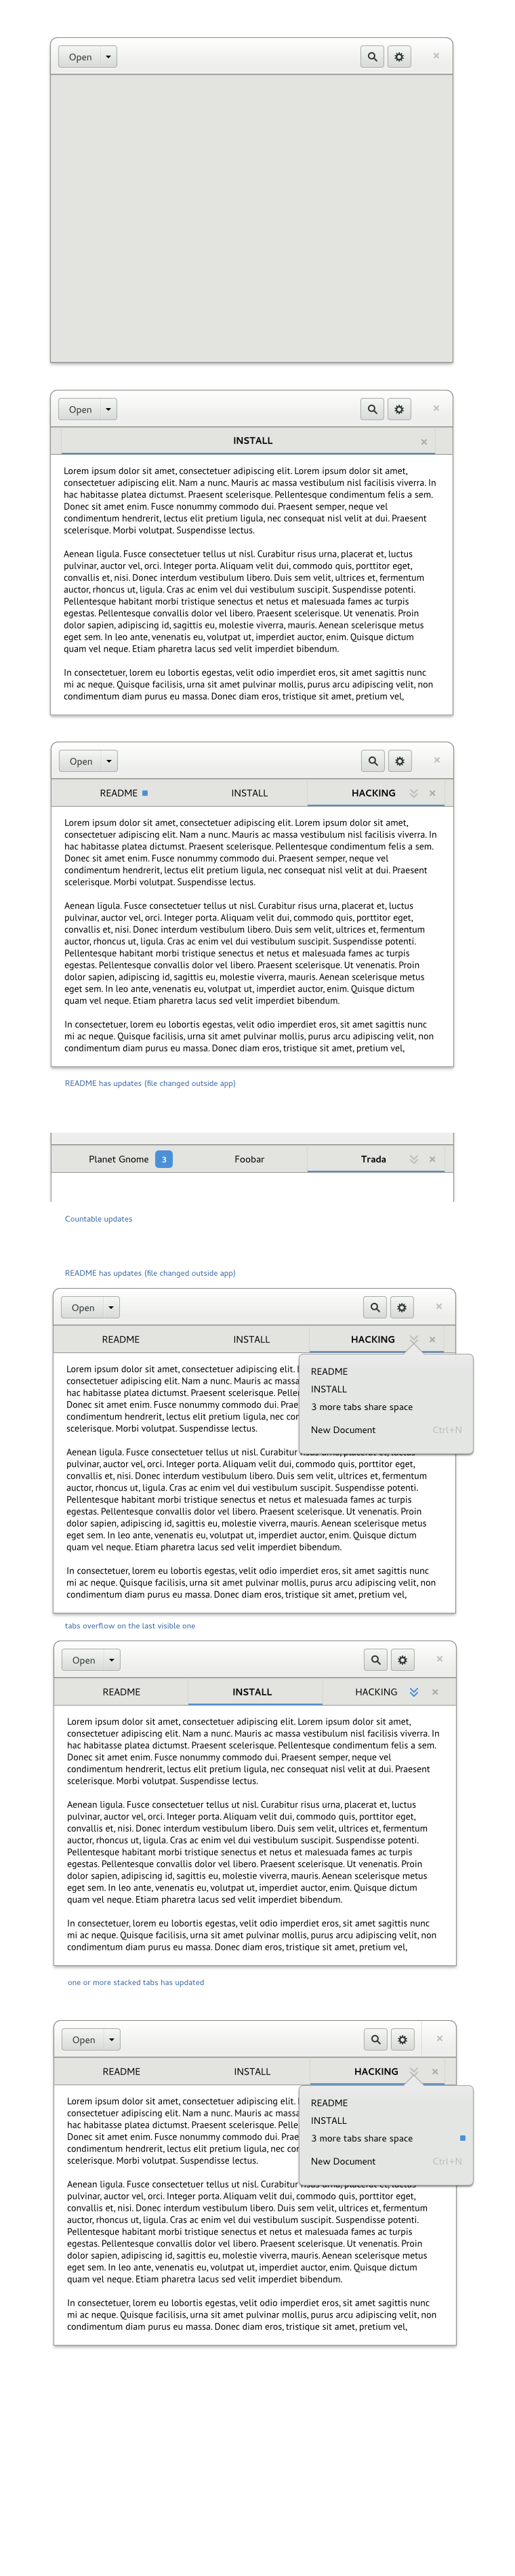 Open
Open
INSTALL
Lorem ipsum dolor sit amet, consectetuer adipiscing elit. Lorem ipsum dolor sit amet,
consectetuer adipiscing elit. Nam a nunc. Mauris ac massa vestibulum nisl facilisis viverra. In
hac habitasse platea dictumst. Praesent scelerisque. Pellentesque condimentum felis a sem.
Donec sit amet enim. Fusce nonummy commodo dui. Praesent semper, neque vel
condimentum hendrerit, lectus elit pretium ligula, nec consequat nisl velit at dui. Praesent
scelerisque. Morbi volutpat. Suspendisse lectus.
Aenean ligula. Fusce consectetuer tellus ut nisl. Curabitur risus urna, placerat et, luctus
pulvinar, auctor vel, orci. Integer porta. Aliquam velit dui, commodo quis, porttitor eget,
convallis et, nisi. Donec interdum vestibulum libero. Duis sem velit, ultrices et, fermentum
auctor, rhoncus ut, ligula. Cras ac enim vel dui vestibulum suscipit. Suspendisse potenti.
Pellentesque habitant morbi tristique senectus et netus et malesuada fames ac turpis
egestas. Pellentesque convallis dolor vel libero. Praesent scelerisque. Ut venenatis. Proin
dolor sapien, adipiscing id, sagittis eu, molestie viverra, mauris. Aenean scelerisque metus
eget sem. In leo ante, venenatis eu, volutpat ut, imperdiet auctor, enim. Quisque dictum
quam vel neque. Etiam pharetra lacus sed velit imperdiet bibendum.
In consectetuer, lorem eu lobortis egestas, velit odio imperdiet eros, sit amet sagittis nunc
mi ac neque. Quisque facilisis, urna sit amet pulvinar mollis, purus arcu adipiscing velit, non
condimentum diam purus eu massa. Donec diam eros, tristique sit amet, pretium vel,
Open
README INSTALL HACKING
Lorem ipsum dolor sit amet, consectetuer adipiscing elit. Lorem ipsum dolor sit amet,
consectetuer adipiscing elit. Nam a nunc. Mauris ac massa vestibulum nisl facilisis viverra. In
hac habitasse platea dictumst. Praesent scelerisque. Pellentesque condimentum felis a sem.
Donec sit amet enim. Fusce nonummy commodo dui. Praesent semper, neque vel
condimentum hendrerit, lectus elit pretium ligula, nec consequat nisl velit at dui. Praesent
scelerisque. Morbi volutpat. Suspendisse lectus.
Aenean ligula. Fusce consectetuer tellus ut nisl. Curabitur risus urna, placerat et, luctus
pulvinar, auctor vel, orci. Integer porta. Aliquam velit dui, commodo quis, porttitor eget,
convallis et, nisi. Donec interdum vestibulum libero. Duis sem velit, ultrices et, fermentum
auctor, rhoncus ut, ligula. Cras ac enim vel dui vestibulum suscipit. Suspendisse potenti.
Pellentesque habitant morbi tristique senectus et netus et malesuada fames ac turpis
egestas. Pellentesque convallis dolor vel libero. Praesent scelerisque. Ut venenatis. Proin
dolor sapien, adipiscing id, sagittis eu, molestie viverra, mauris. Aenean scelerisque metus
eget sem. In leo ante, venenatis eu, volutpat ut, imperdiet auctor, enim. Quisque dictum
quam vel neque. Etiam pharetra lacus sed velit imperdiet bibendum.
In consectetuer, lorem eu lobortis egestas, velit odio imperdiet eros, sit amet sagittis nunc
mi ac neque. Quisque facilisis, urna sit amet pulvinar mollis, purus arcu adipiscing velit, non
condimentum diam purus eu massa. Donec diam eros, tristique sit amet, pretium vel,
README has updates (file changed outside app)
Planet Gnome 3 Foobar Trada
Countable updates
README has updates (file changed outside app)
Open
README INSTALL HACKING
README
INSTALL
3 more tabs share space
New Document Ctrl+N
Lorem ipsum dolor sit amet, consectetuer adipiscing elit.
consectetuer adipiscing elit. Nam a nunc. Mauris ac massa
hac habitasse platea dictumst. Praesent scelerisque. Pelle
Donec sit amet enim. Fusce nonummy commodo dui. Prae
condimentum hendrerit, lectus elit pretium ligula, nec con
scelerisque. Morbi volutpat. Suspendisse lectus.
Aenean ligula. Fusce consectetuer tellus ut nisl. Curabitur risus urna, placerat et, luctus
pulvinar, auctor vel, orci. Integer porta. Aliquam velit dui, commodo quis, porttitor eget,
convallis et, nisi. Donec interdum vestibulum libero. Duis sem velit, ultrices et, fermentum
auctor, rhoncus ut, ligula. Cras ac enim vel dui vestibulum suscipit. Suspendisse potenti.
Pellentesque habitant morbi tristique senectus et netus et malesuada fames ac turpis
egestas. Pellentesque convallis dolor vel libero. Praesent scelerisque. Ut venenatis. Proin
dolor sapien, adipiscing id, sagittis eu, molestie viverra, mauris. Aenean scelerisque metus
eget sem. In leo ante, venenatis eu, volutpat ut, imperdiet auctor, enim. Quisque dictum
quam vel neque. Etiam pharetra lacus sed velit imperdiet bibendum.
In consectetuer, lorem eu lobortis egestas, velit odio imperdiet eros, sit amet sagittis nunc
mi ac neque. Quisque facilisis, urna sit amet pulvinar mollis, purus arcu adipiscing velit, non
condimentum diam purus eu massa. Donec diam eros, tristique sit amet, pretium vel,
tabs overflow on the last visible one
Open
README INSTALL HACKING
Lorem ipsum dolor sit amet, consectetuer adipiscing elit. Lorem ipsum dolor sit amet,
consectetuer adipiscing elit. Nam a nunc. Mauris ac massa vestibulum nisl facilisis viverra. In
hac habitasse platea dictumst. Praesent scelerisque. Pellentesque condimentum felis a sem.
Donec sit amet enim. Fusce nonummy commodo dui. Praesent semper, neque vel
condimentum hendrerit, lectus elit pretium ligula, nec consequat nisl velit at dui. Praesent
scelerisque. Morbi volutpat. Suspendisse lectus.
Aenean ligula. Fusce consectetuer tellus ut nisl. Curabitur risus urna, placerat et, luctus
pulvinar, auctor vel, orci. Integer porta. Aliquam velit dui, commodo quis, porttitor eget,
convallis et, nisi. Donec interdum vestibulum libero. Duis sem velit, ultrices et, fermentum
auctor, rhoncus ut, ligula. Cras ac enim vel dui vestibulum suscipit. Suspendisse potenti.
Pellentesque habitant morbi tristique senectus et netus et malesuada fames ac turpis
egestas. Pellentesque convallis dolor vel libero. Praesent scelerisque. Ut venenatis. Proin
dolor sapien, adipiscing id, sagittis eu, molestie viverra, mauris. Aenean scelerisque metus
eget sem. In leo ante, venenatis eu, volutpat ut, imperdiet auctor, enim. Quisque dictum
quam vel neque. Etiam pharetra lacus sed velit imperdiet bibendum.
In consectetuer, lorem eu lobortis egestas, velit odio imperdiet eros, sit amet sagittis nunc
mi ac neque. Quisque facilisis, urna sit amet pulvinar mollis, purus arcu adipiscing velit, non
condimentum diam purus eu massa. Donec diam eros, tristique sit amet, pretium vel,
one or more stacked tabs has updated
Open
README INSTALL HACKING
README
INSTALL
3 more tabs share space
New Document Ctrl+N
Lorem ipsum dolor sit amet, consectetuer adipiscing elit.
consectetuer adipiscing elit. Nam a nunc. Mauris ac massa
hac habitasse platea dictumst. Praesent scelerisque. Pelle
Donec sit amet enim. Fusce nonummy commodo dui. Prae
condimentum hendrerit, lectus elit pretium ligula, nec con
scelerisque. Morbi volutpat. Suspendisse lectus.
Aenean ligula. Fusce consectetuer tellus ut nisl. Curabitur risus urna, placerat et, luctus
pulvinar, auctor vel, orci. Integer porta. Aliquam velit dui, commodo quis, porttitor eget,
convallis et, nisi. Donec interdum vestibulum libero. Duis sem velit, ultrices et, fermentum
auctor, rhoncus ut, ligula. Cras ac enim vel dui vestibulum suscipit. Suspendisse potenti.
Pellentesque habitant morbi tristique senectus et netus et malesuada fames ac turpis
egestas. Pellentesque convallis dolor vel libero. Praesent scelerisque. Ut venenatis. Proin
dolor sapien, adipiscing id, sagittis eu, molestie viverra, mauris. Aenean scelerisque metus
eget sem. In leo ante, venenatis eu, volutpat ut, imperdiet auctor, enim. Quisque dictum
quam vel neque. Etiam pharetra lacus sed velit imperdiet bibendum.
In consectetuer, lorem eu lobortis egestas, velit odio imperdiet eros, sit amet sagittis nunc
mi ac neque. Quisque facilisis, urna sit amet pulvinar mollis, purus arcu adipiscing velit, non
condimentum diam purus eu massa. Donec diam eros, tristique sit amet, pretium vel,